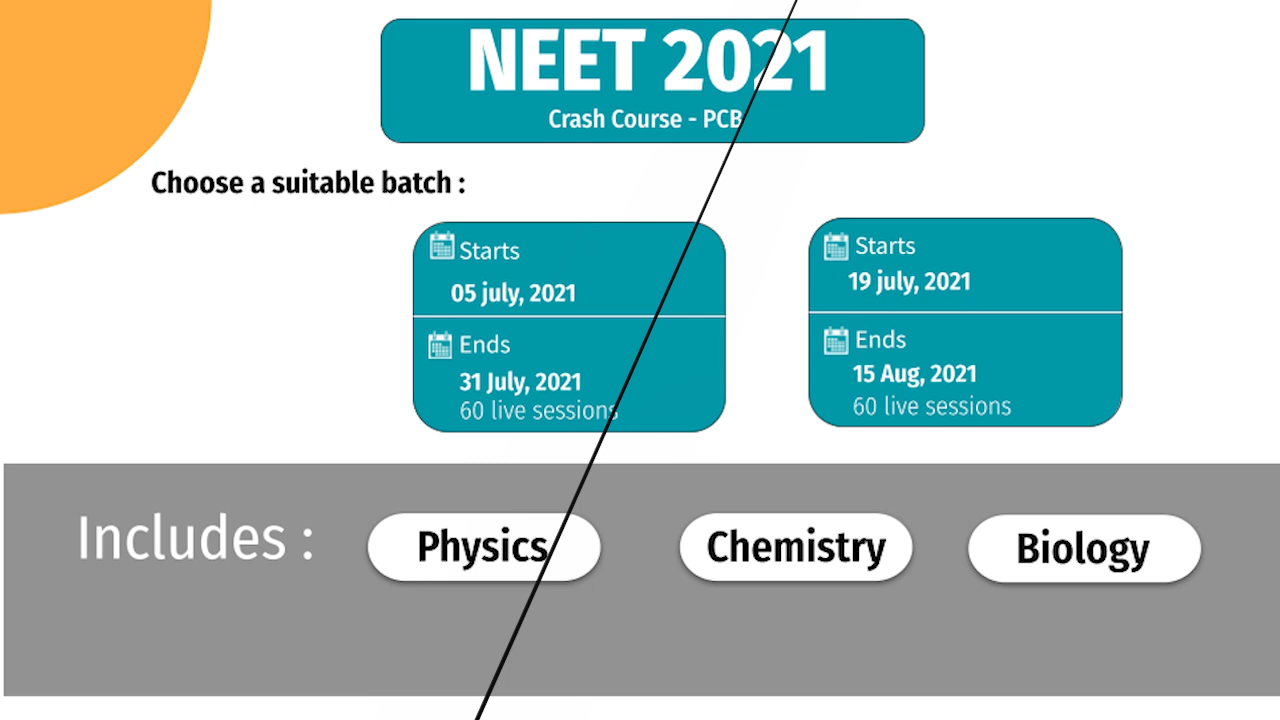 NEET 2021
Crash Course - PCB
Choose a suitable batch :
Starts
05 july, 2021
Ends
31 July, 2021
60 live sessions
Starts
19 july, 2021
Ends
15 Aug, 2021
60 live sessions
Includes :
Physics
Chemistry
Biology